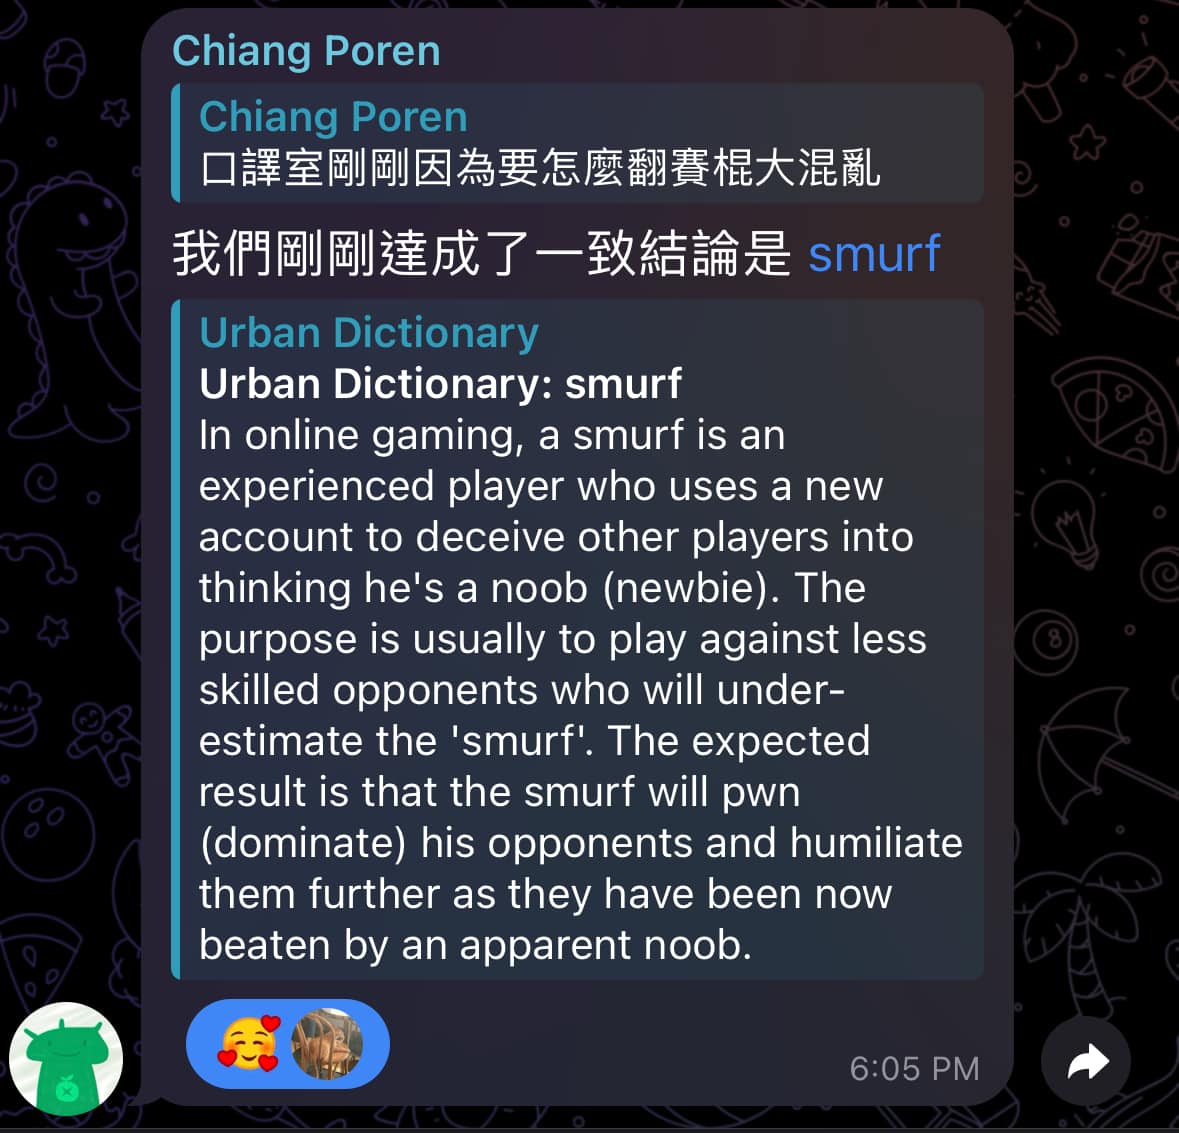 Chiang Poren
Chiang Poren
口譯室剛剛因為要怎麼翻賽棍大混亂
我們剛剛達成了一致結論是 smurf
Urban Dictionary
Urban Dictionary: smurf
In online gaming, a smurf is an
experienced player who uses a new
account to deceive other players into
thinking he's a noob (newbie). The
purpose is usually to play against less
skilled opponents who will under-
estimate the 'smurf'. The expected
result is that the smurf will pwn
(dominate) his opponents and humiliate
them further as they have been now
beaten by an apparent noob.
6:05 PM